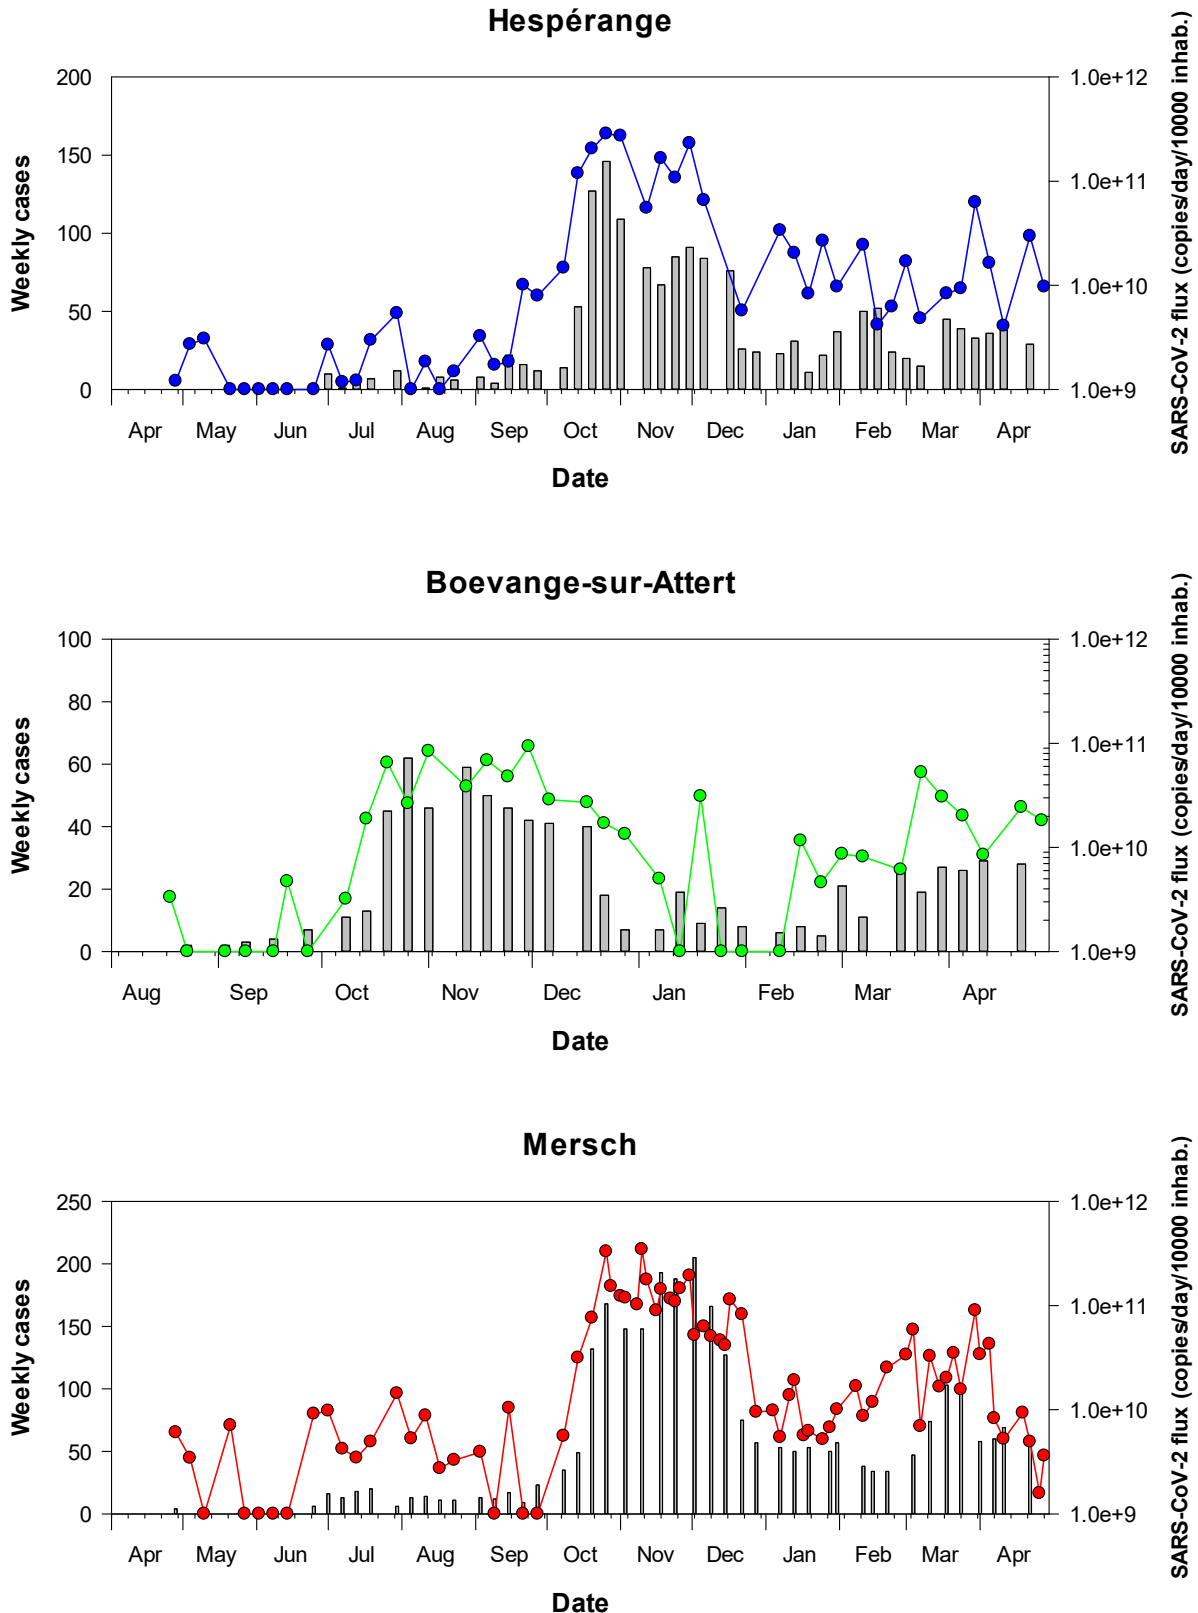 Hespérange
Weekly cases
200
150
100
50
0
1.0e+12
1.0e+11
1.0e+10
1.0e+9
SARS-CoV-2 flux (copies/day/10000 inhab.)
Apr May Jun Jul Aug Sep Oct Nov Dec Jan Feb Mar Apr
Date
Boevange-sur-Attert
Weekly cases
100
80
60
40
20
0
1.0e+12
1.0e+11
1.0e+10
1.0e+9
SARS-CoV-2 flux (copies/day/10000 inhab.)
Aug Sep Oct Nov Dec Jan Feb Mar Apr
Date
Mersch
Weekly cases
250
200
150
100
50
0
1.0e+12
1.0e+11
1.0e+10
1.0e+9
SARS-CoV-2 flux (copies/day/10000 inhab.)
Apr May Jun Jul Aug Sep Oct Nov Dec Jan Feb Mar Apr
Date